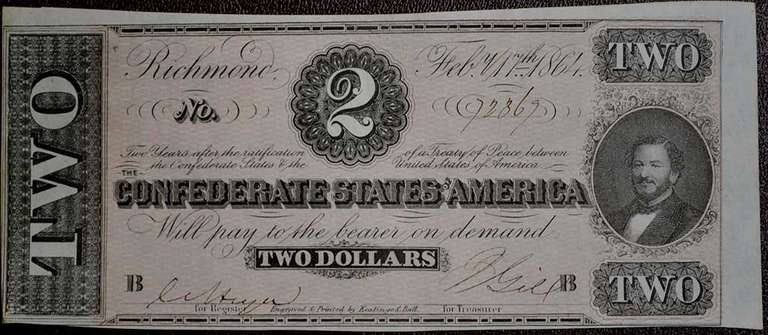 TWO
Richmond, Feby. 17th 1864.
TWO
No. 2 72369
Two Years after the ratification of a Treaty of Peace between
the Confederate States & the United States of America
THE
CONFEDERATE STATES OF AMERICA
Will pay to the bearer on demand
TWO DOLLARS
B B
for Register Engraved & Printed by Keatinge & Ball. for Treasurer
TWO